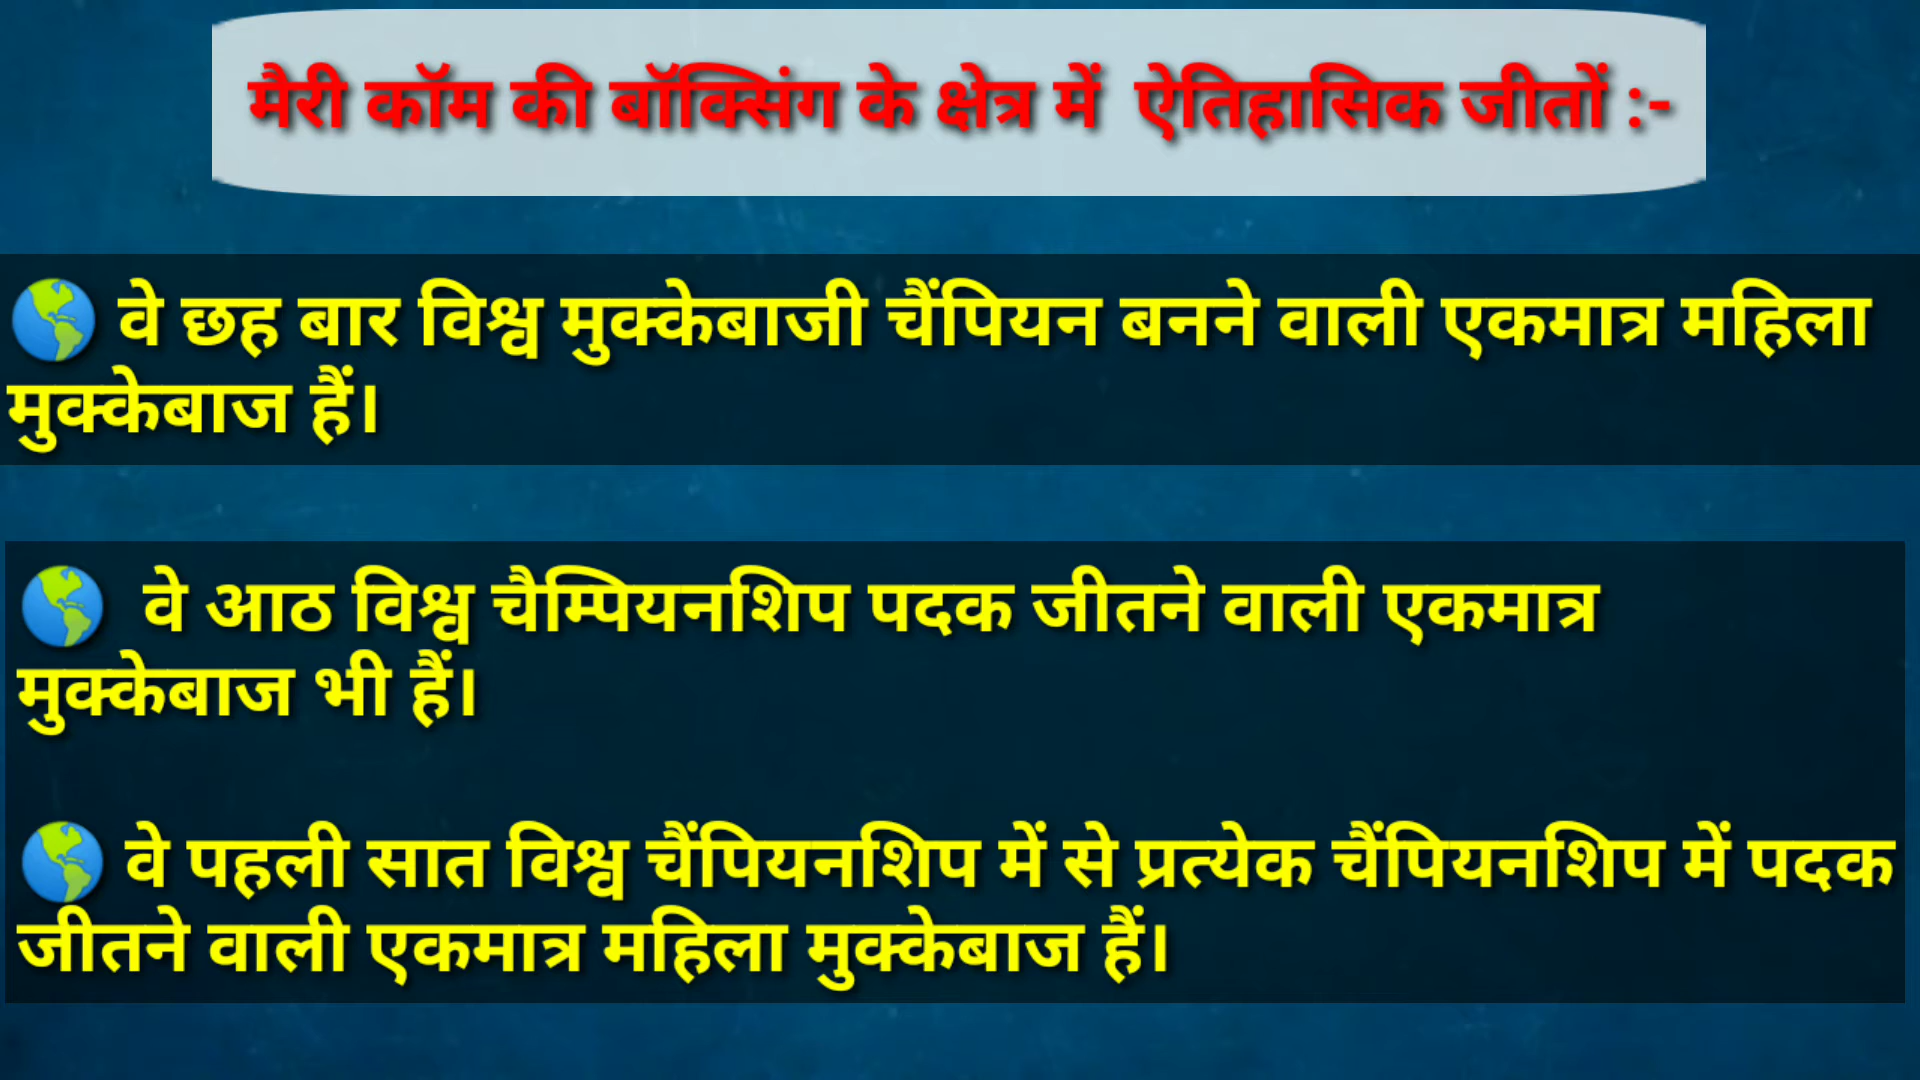 मैरी कॉम की बॉक्सिंग के क्षेत्र में ऐतिहासिक जीतों :-
🌎 वे छह बार विश्व मुक्केबाजी चैंपियन बनने वाली एकमात्र महिला
मुक्केबाज हैं।
🌎 वे आठ विश्व चैम्पियनशिप पदक जीतने वाली एकमात्र
मुक्केबाज भी हैं।
🌎 वे पहली सात विश्व चैंपियनशिप में से प्रत्येक चैंपियनशिप में पदक
जीतने वाली एकमात्र महिला मुक्केबाज हैं।